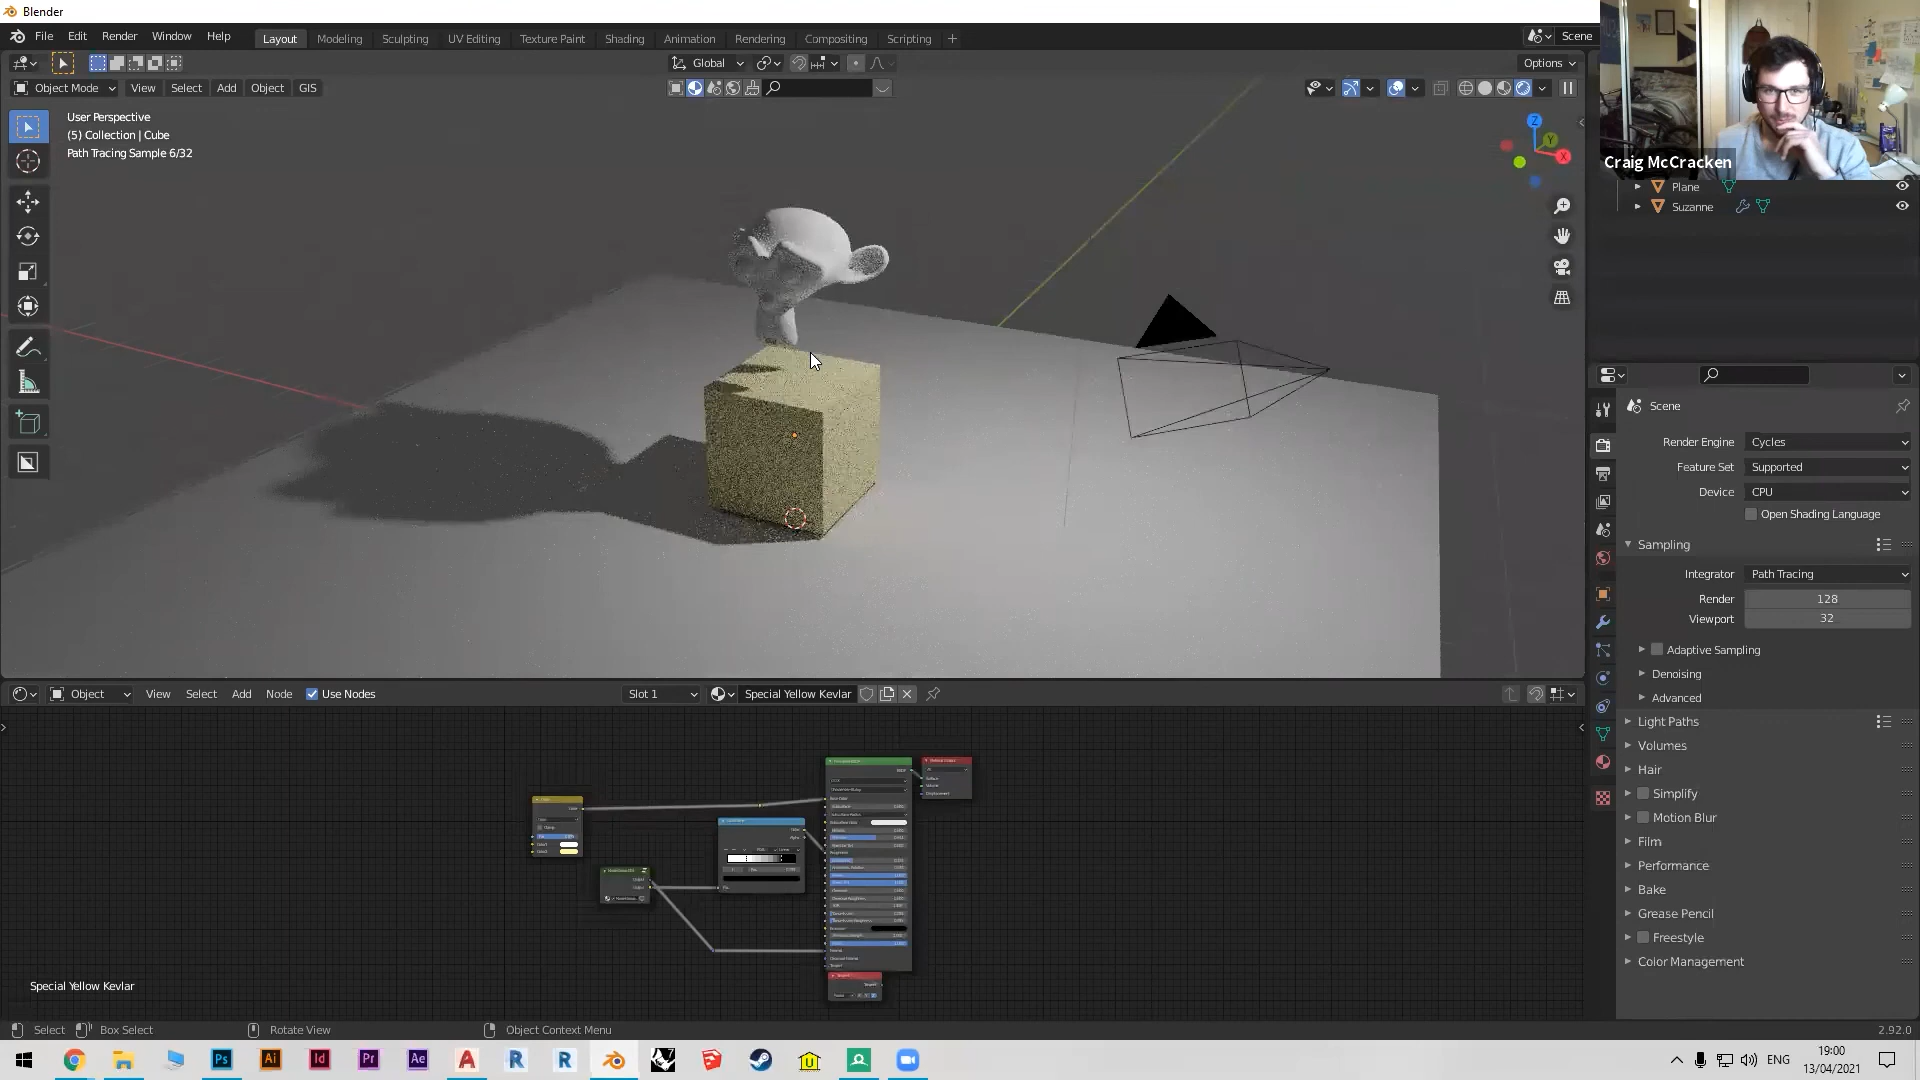 Blender
File Edit Render Window Help
Layout Modeling Sculpting UV Editing Texture Paint Shading Animation Rendering Compositing Scripting +
Scene
Global
Options
Object Mode View Select Add Object GIS
User Perspective
(5) Collection | Cube
Path Tracing Sample 6/32
Z
Y
X
Craig McCracken
Plane
Suzanne
Scene
Render Engine Cycles
Feature Set Supported
Device CPU
Open Shading Language
Sampling
Integrator Path Tracing
Render 128
Viewport 32
Adaptive Sampling
Denoising
Advanced
Light Paths
Volumes
Hair
Simplify
Motion Blur
Film
Performance
Bake
Grease Pencil
Freestyle
Color Management
Object View Select Add Node Use Nodes Slot 1 Special Yellow Kevlar
Special Yellow Kevlar
Select Box Select Rotate View Object Context Menu 2.92.0
Ps Ai Id Pr Ae A R R
ENG
19:00
13/04/2021